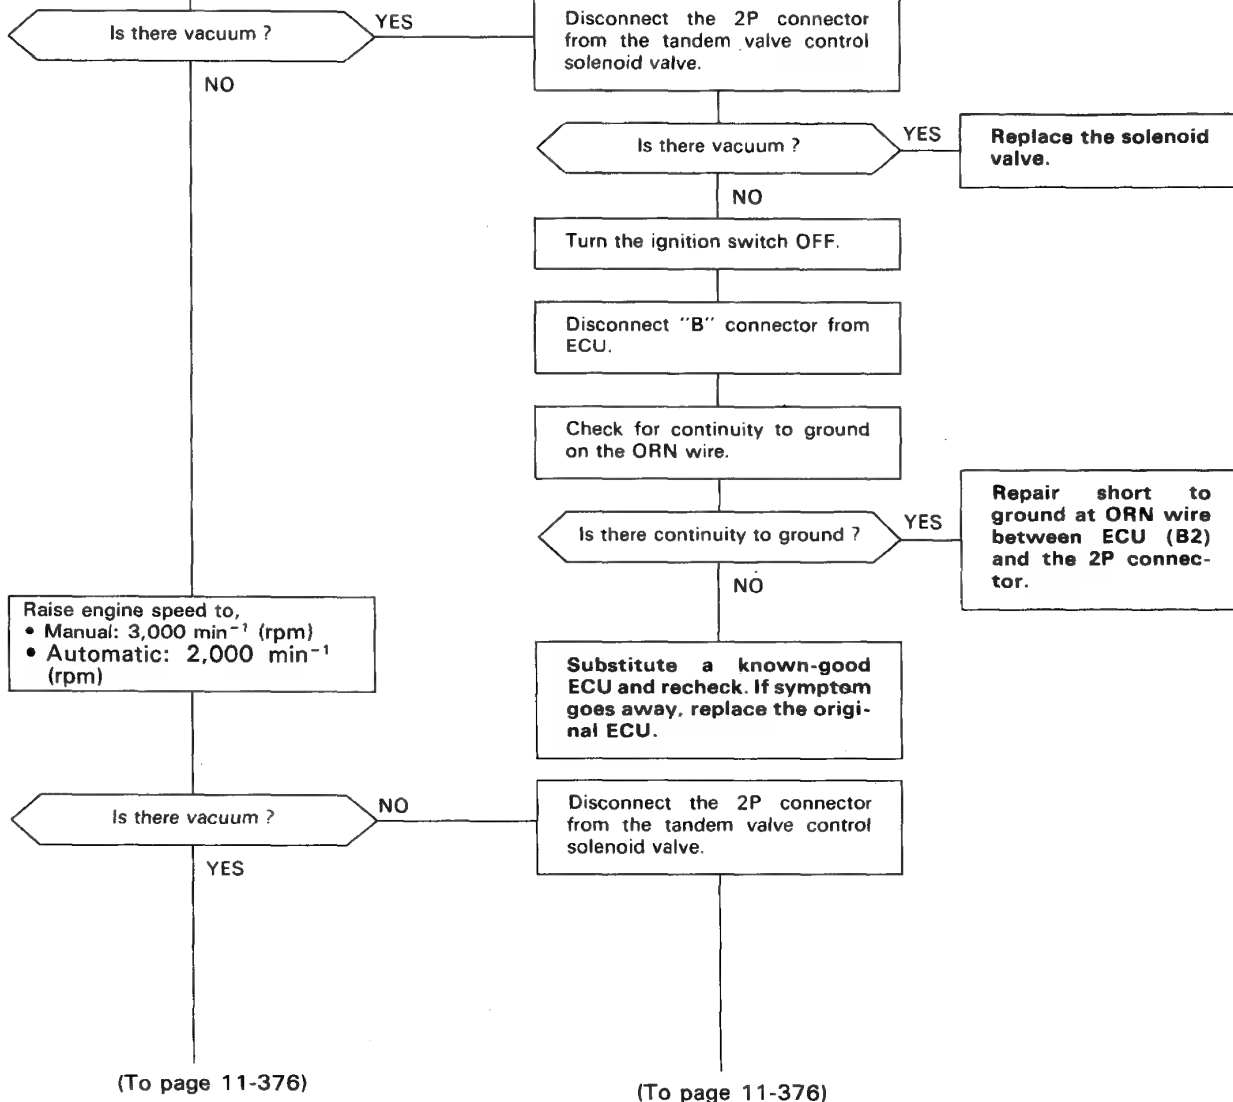 Is there vacuum ?
YES
NO
Disconnect the 2P connector
from the tandem valve control
solenoid valve.
Is there vacuum ?
YES
Replace the solenoid
valve.
NO
Turn the ignition switch OFF.
Disconnect "B" connector from
ECU.
Check for continuity to ground
on the ORN wire.
Is there continuity to ground ?
YES
Repair short to
ground at ORN wire
between ECU (B2)
and the 2P connec-
tor.
NO
Substitute a known-good
ECU and recheck. If symptom
goes away, replace the origi-
nal ECU.
Raise engine speed to,
• Manual: 3,000 min⁻¹ (rpm)
• Automatic: 2,000 min⁻¹
(rpm)
Is there vacuum ?
NO
YES
Disconnect the 2P connector
from the tandem valve control
solenoid valve.
(To page 11-376)
(To page 11-376)